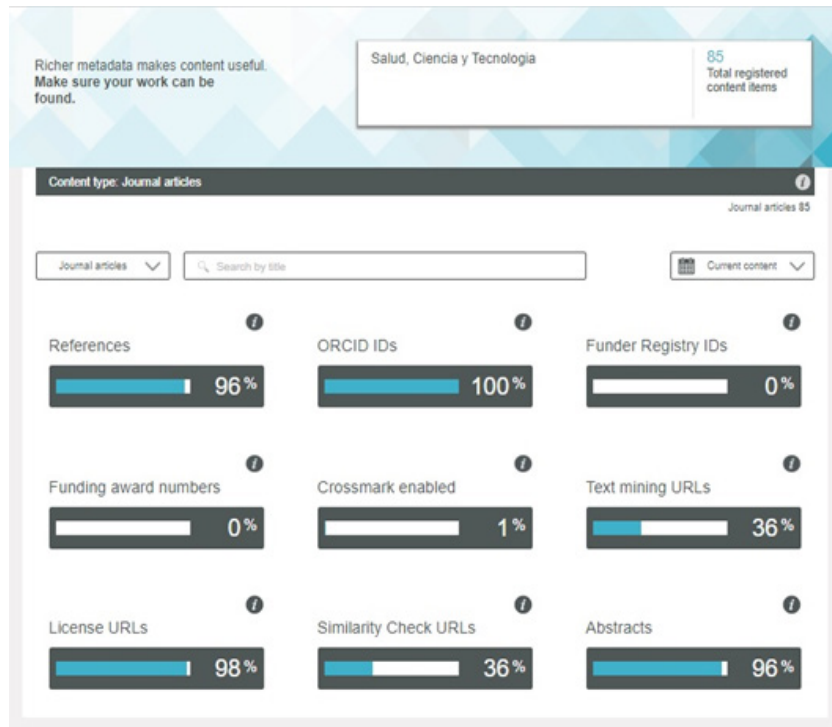 Richer metadata makes content useful.
Make sure your work can be
found.
Salud, Ciencia y Tecnologia
85
Total registered
content items
Content type: Journal articles
Journal articles 85
Journal articles
Search by title
Current content
References
96%
ORCID IDs
100%
Funder Registry IDs
0%
Funding award numbers
0%
Crossmark enabled
1%
Text mining URLs
36%
License URLs
98%
Similarity Check URLs
36%
Abstracts
96%